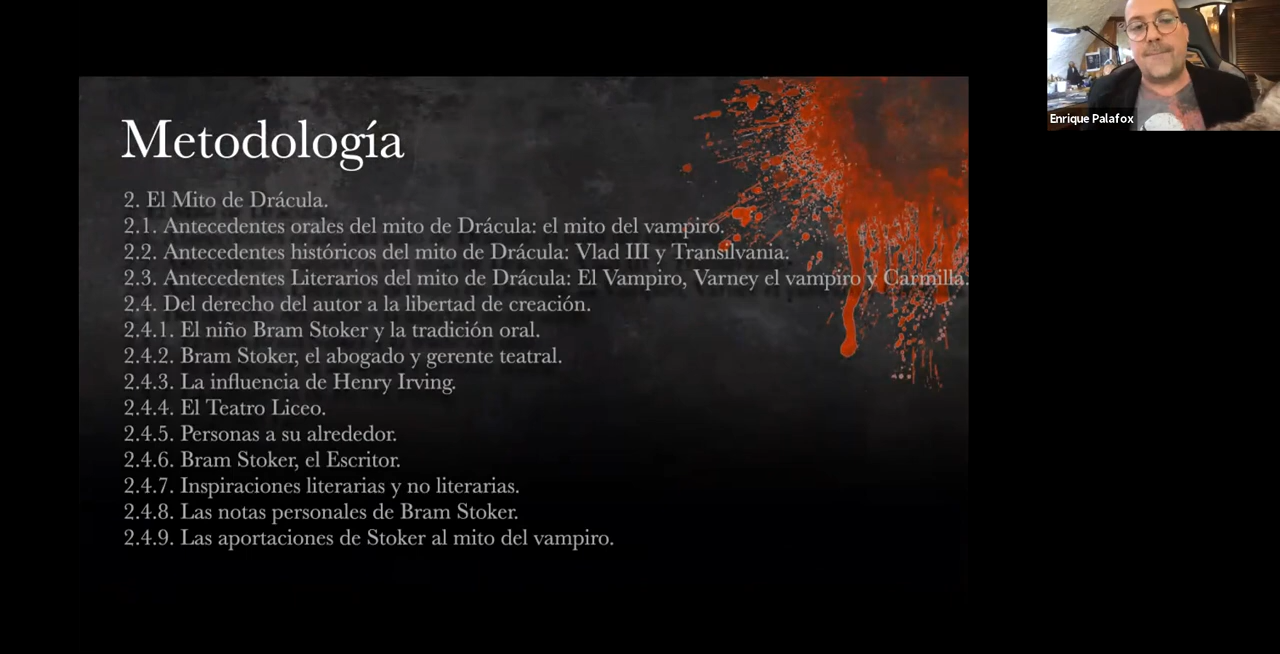 Metodología
2. El Mito de Drácula.
2.1. Antecedentes orales del mito de Drácula: el mito del vampiro.
2.2. Antecedentes históricos del mito de Drácula: Vlad III y Transilvania.
2.3. Antecedentes Literarios del mito de Drácula: El Vampiro, Varney el vampiro y Carmilla.
2.4. Del derecho del autor a la libertad de creación.
2.4.1. El niño Bram Stoker y la tradición oral.
2.4.2. Bram Stoker, el abogado y gerente teatral.
2.4.3. La influencia de Henry Irving.
2.4.4. El Teatro Liceo.
2.4.5. Personas a su alrededor.
2.4.6. Bram Stoker, el Escritor.
2.4.7. Inspiraciones literarias y no literarias.
2.4.8. Las notas personales de Bram Stoker.
2.4.9. Las aportaciones de Stoker al mito del vampiro.
Enrique Palafox